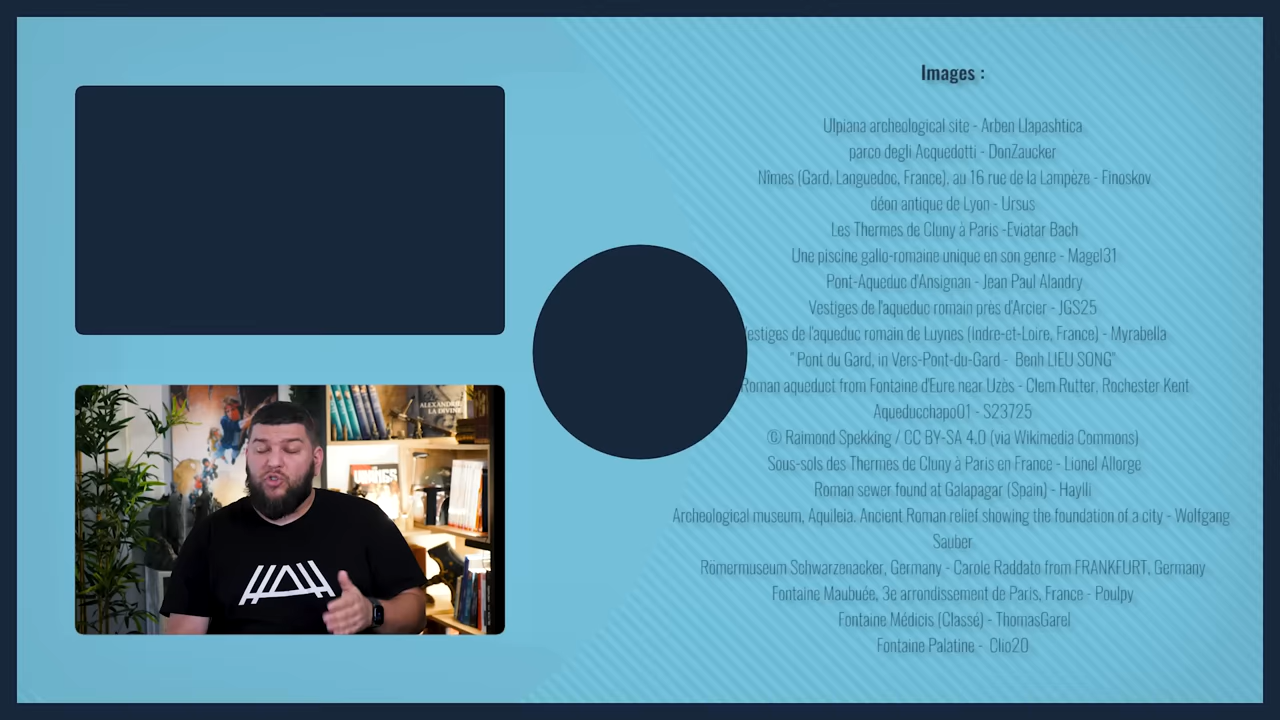 Images :
Ulpiana archeological site - Arben Llapashtica
parco degli Acquedotti - DonZaucker
Nîmes (Gard, Languedoc, France), au 16 rue de la Lampèze - Finoskov
déon antique de Lyon - Ursus
Les Thermes de Cluny à Paris -Eviatar Bach
Une piscine gallo-romaine unique en son genre - Magel31
Pont-Aqueduc d'Ansignan - Jean Paul Alandry
Vestiges de l'aqueduc romain près d'Arcier - JGS25
estiges de l'aqueduc romain de Luynes (Indre-et-Loire, France) - Myrabella
" Pont du Gard, in Vers-Pont-du-Gard - Benh LIEU SONG"
Roman aqueduct from Fontaine d'Eure near Uzès - Clem Rutter, Rochester Kent
Aqueducchapo01 - S23725
© Raimond Spekking / CC BY-SA 4.0 (via Wikimedia Commons)
Sous-sols des Thermes de Cluny à Paris en France - Lionel Allorge
Roman sewer found at Galapagar (Spain) - Haylli
Archeological museum, Aquileia. Ancient Roman relief showing the foundation of a city - Wolfgang
Sauber
Römermuseum Schwarzenacker, Germany - Carole Raddato from FRANKFURT, Germany
Fontaine Maubuée, 3e arrondissement de Paris, France - Poulpy
Fontaine Médicis (Classé) - ThomasGarel
Fontaine Palatine - Clio20
ALEXANDRE
LA DIVINE